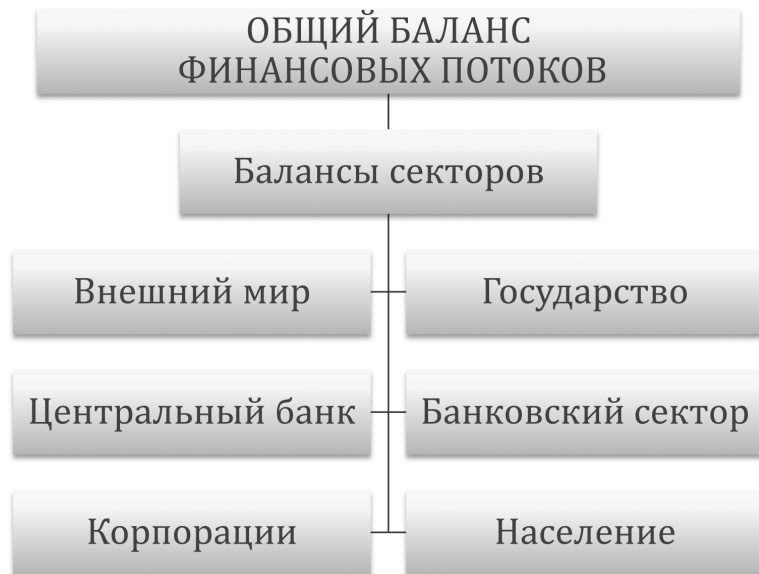 ОБЩИЙ БАЛАНС
ФИНАНСОВЫХ ПОТОКОВ
Балансы секторов
Внешний мир
Государство
Центральный банк
Банковский сектор
Корпорации
Население